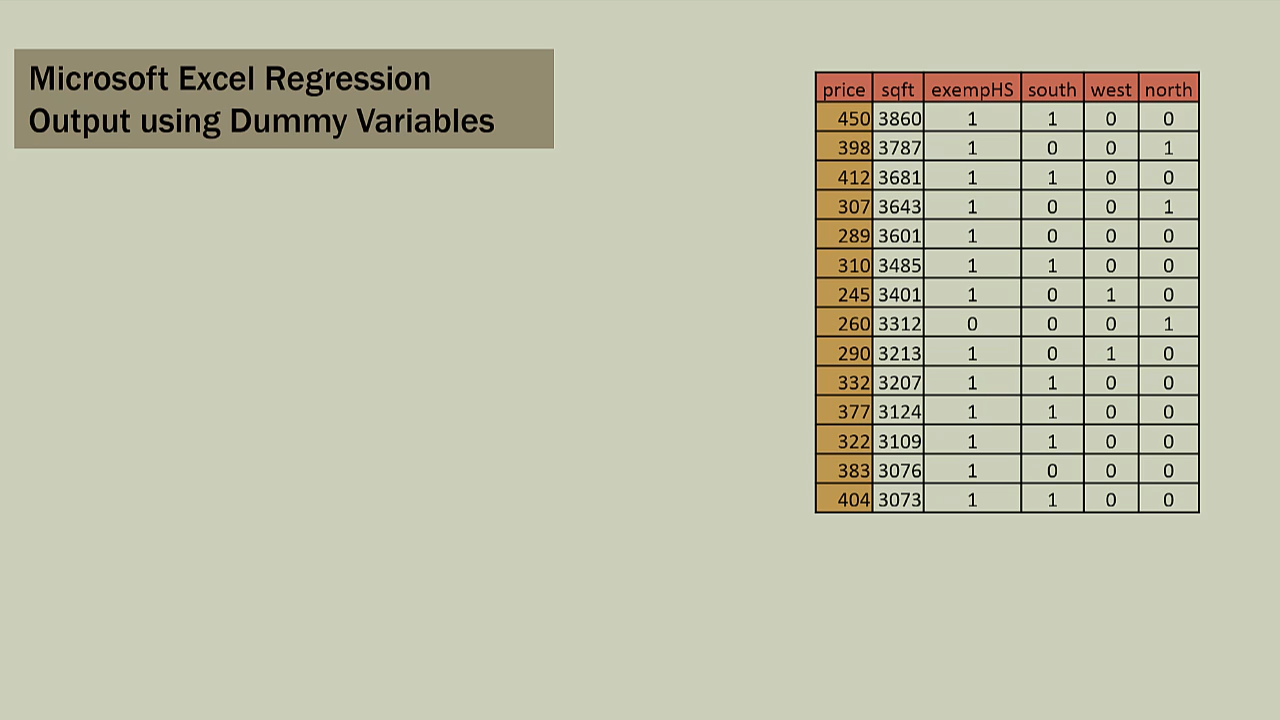 Microsoft Excel Regression
Output using Dummy Variables
price sqft exempHS south west north
450 3860 1 1 0 0
398 3787 1 0 0 1
412 3681 1 1 0 0
307 3643 1 0 0 1
289 3601 1 0 0 0
310 3485 1 1 0 0
245 3401 1 0 1 0
260 3312 0 0 0 1
290 3213 1 0 1 0
332 3207 1 1 0 0
377 3124 1 1 0 0
322 3109 1 1 0 0
383 3076 1 0 0 0
404 3073 1 1 0 0